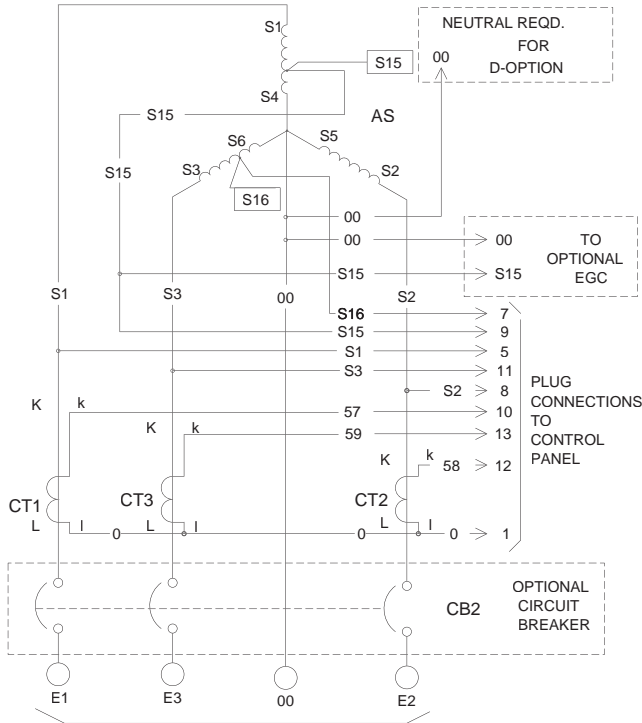 NEUTRAL REQD.
FOR
D-OPTION
00
S1
S15
S4
AS
S15
S6
S5
S3
S2
S15
S16
00
00
00
TO
OPTIONAL
EGC
S15
S15
S1
S3
00
S2
S16
7
S15
9
S1
5
S3
11
S2
8
PLUG
CONNECTIONS
TO
CONTROL
PANEL
K
k
57
10
K
k
59
13
K
k
58
12
CT1
CT3
CT2
L
l
0
L
l
0
L
l
0
1
OPTIONAL
CIRCUIT
BREAKER
CB2
E1
E3
00
E2